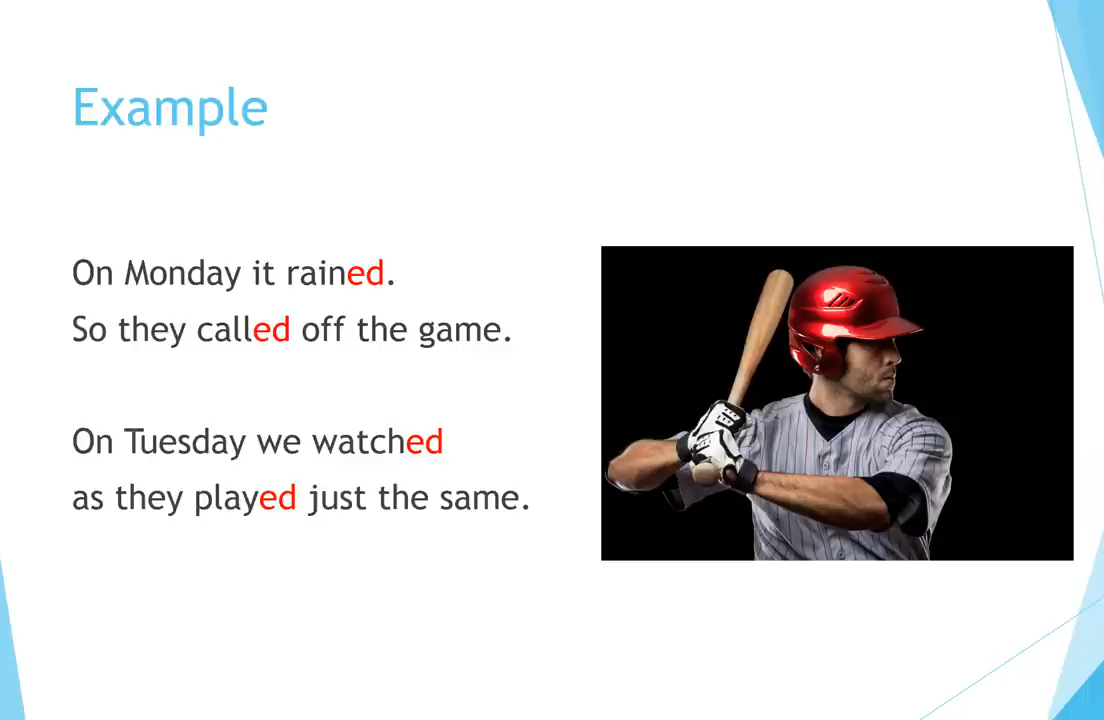 Example
On Monday it rained.
So they called off the game.
On Tuesday we watched
as they played just the same.